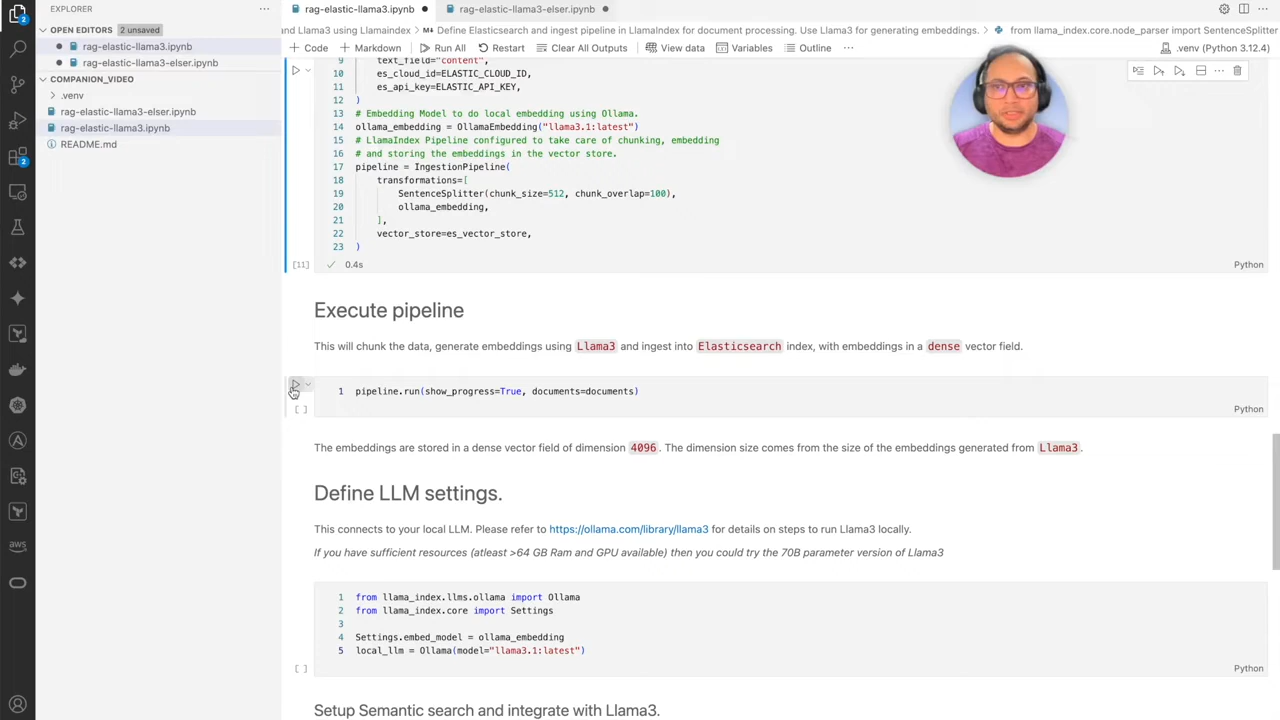 EXPLORER
OPEN EDITORS 2 unsaved
rag-elastic-llama3.ipynb
rag-elastic-llama3-elser.ipynb
COMPANION_VIDEO
.venv
rag-elastic-llama3-elser.ipynb
rag-elastic-llama3.ipynb
README.md
2
2
aws
rag-elastic-llama3.ipynb
rag-elastic-llama3-elser.ipynb
and Llama3 using Llamaindex > Define Elasticsearch and ingest pipeline in LlamaIndex for document processing. Use Llama3 for generating embeddings. > from llama_index.core.node_parser import SentenceSplitter
+ Code + Markdown Run All Restart Clear All Outputs View data Variables Outline ··· .venv (Python 3.12.4)
9 text_field="content",
10 es_cloud_id=ELASTIC_CLOUD_ID,
11 es_api_key=ELASTIC_API_KEY,
12 )
13 # Embedding Model to do local embedding using Ollama.
14 ollama_embedding = OllamaEmbedding("llama3.1:latest")
15 # LlamaIndex Pipeline configured to take care of chunking, embedding
16 # and storing the embeddings in the vector store.
17 pipeline = IngestionPipeline(
18 transformations=[
19 SentenceSplitter(chunk_size=512, chunk_overlap=100),
20 ollama_embedding,
21 ],
22 vector_store=es_vector_store,
23 )
[11] ✓ 0.4s Python
Execute pipeline
This will chunk the data, generate embeddings using Llama3 and ingest into Elasticsearch index, with embeddings in a dense vector field.
1 pipeline.run(show_progress=True, documents=documents)
[ ] Python
The embeddings are stored in a dense vector field of dimension 4096. The dimension size comes from the size of the embeddings generated from Llama3.
Define LLM settings.
This connects to your local LLM. Please refer to https://ollama.com/library/llama3 for details on steps to run Llama3 locally.
If you have sufficient resources (atleast >64 GB Ram and GPU available) then you could try the 70B parameter version of Llama3
1 from llama_index.llms.ollama import Ollama
2 from llama_index.core import Settings
3
4 Settings.embed_model = ollama_embedding
5 local_llm = Ollama(model="llama3.1:latest")
[ ] Python
Setup Semantic search and integrate with Llama3.